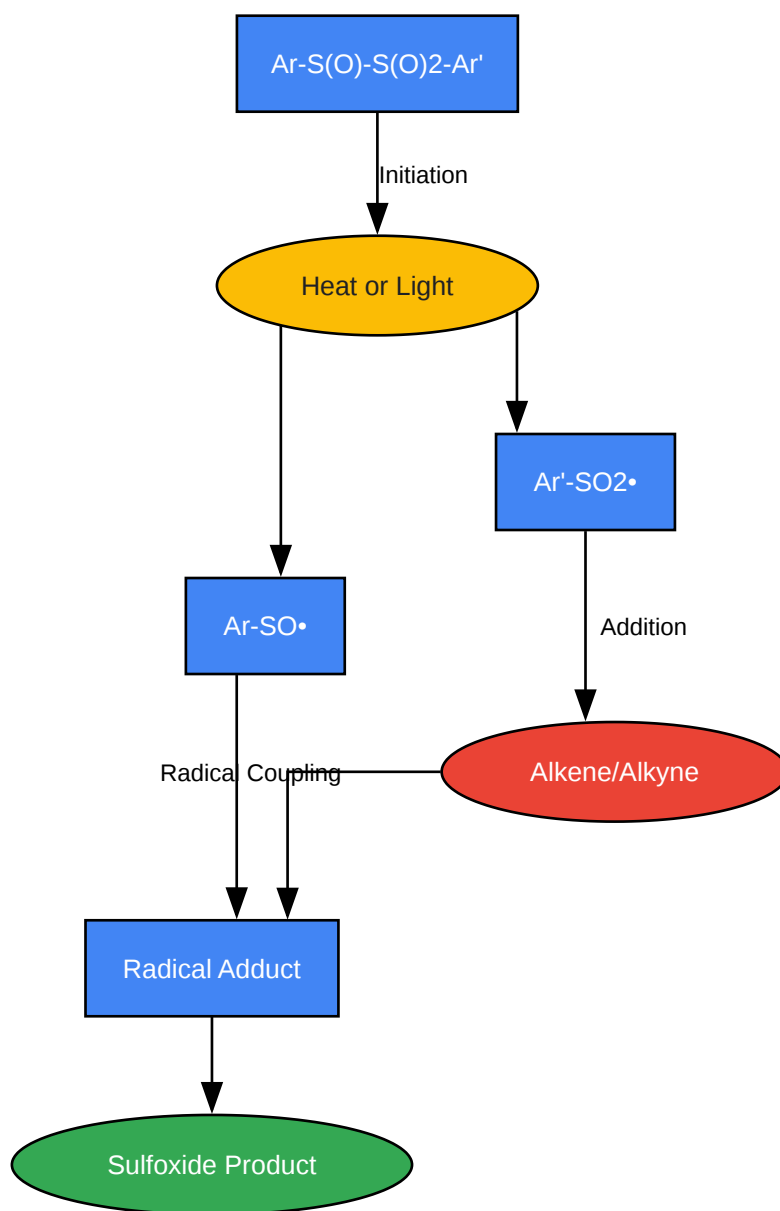 Ar-S(O)-S(O)2-Ar'
Initiation
Heat or Light
Ar'-SO2•
Ar-SO•
Addition
Radical Coupling
Alkene/Alkyne
Radical Adduct
Sulfoxide Product